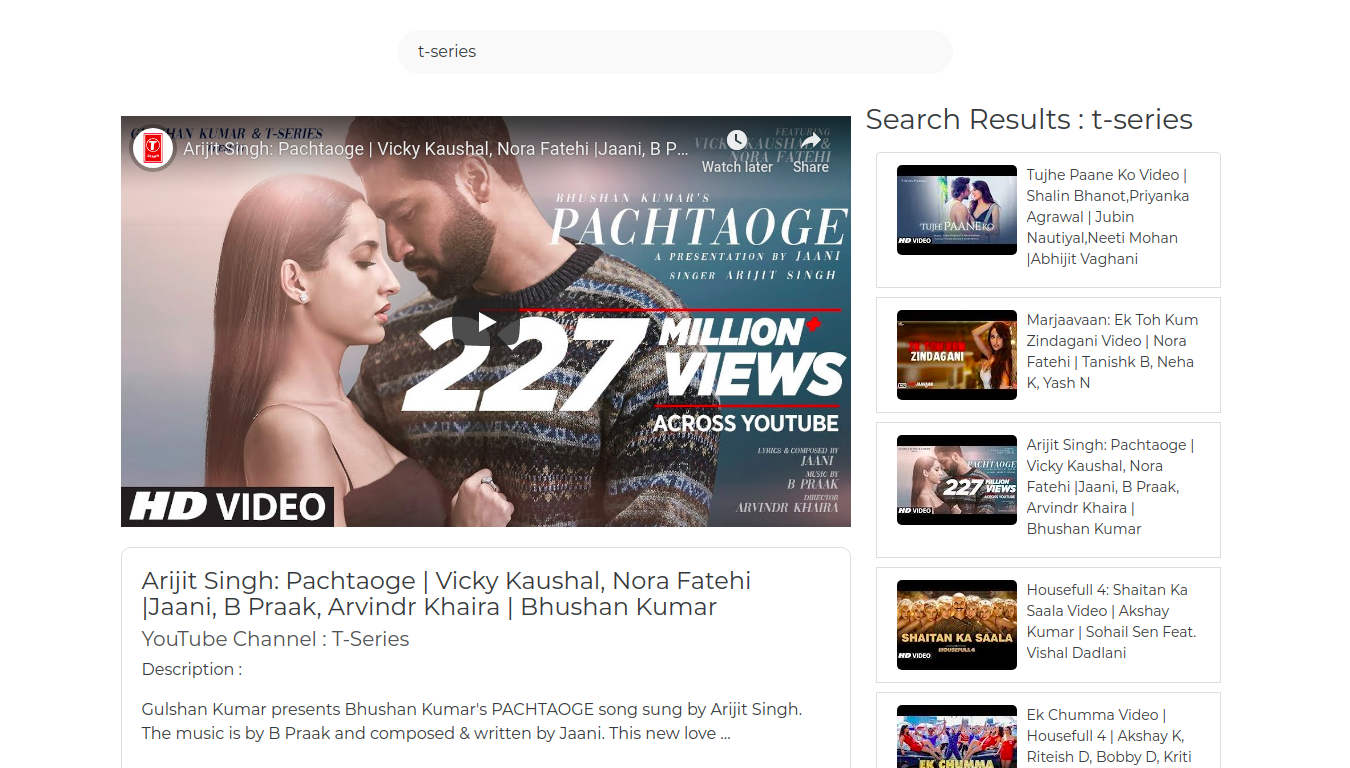 t-series
GULSHAN KUMAR & T-SERIES
Arijit Singh: Pachtaoge | Vicky Kaushal, Nora Fatehi |Jaani, B P...
Watch later
Share
FEATURING
VICKY KAUSHAL &
NORA FATEHI
BHUSHAN KUMAR'S
PACHTAOGE
A PRESENTATION BY JAANI
SINGER ARIJIT SINGH
227 MILLION+
VIEWS
ACROSS YOUTUBE
LYRICS & COMPOSED BY
JAANI
MUSIC BY
B PRAAK
DIRECTOR
ARVINDR KHAIRA
HD VIDEO
Arijit Singh: Pachtaoge | Vicky Kaushal, Nora Fatehi
|Jaani, B Praak, Arvindr Khaira | Bhushan Kumar
YouTube Channel : T-Series
Description :
Gulshan Kumar presents Bhushan Kumar's PACHTAOGE song sung by Arijit Singh.
The music is by B Praak and composed & written by Jaani. This new love ...
Search Results : t-series
TUJHE PAANE KO
HD VIDEO
Tujhe Paane Ko Video |
Shalin Bhanot,Priyanka
Agrawal | Jubin
Nautiyal,Neeti Mohan
|Abhijit Vaghani
ZINDAGANI
Marjaavaan: Ek Toh Kum
Zindagani Video | Nora
Fatehi | Tanishk B, Neha
K, Yash N
PACHTAOGE
227 MILLION+
VIEWS
ACROSS YOUTUBE
HD VIDEO
Arijit Singh: Pachtaoge |
Vicky Kaushal, Nora
Fatehi |Jaani, B Praak,
Arvindr Khaira |
Bhushan Kumar
SHAITAN KA SAALA
HOUSEFULL 4
HD VIDEO
Housefull 4: Shaitan Ka
Saala Video | Akshay
Kumar | Sohail Sen Feat.
Vishal Dadlani
EK CHUMMA
Ek Chumma Video |
Housefull 4 | Akshay K,
Riteish D, Bobby D, Kriti